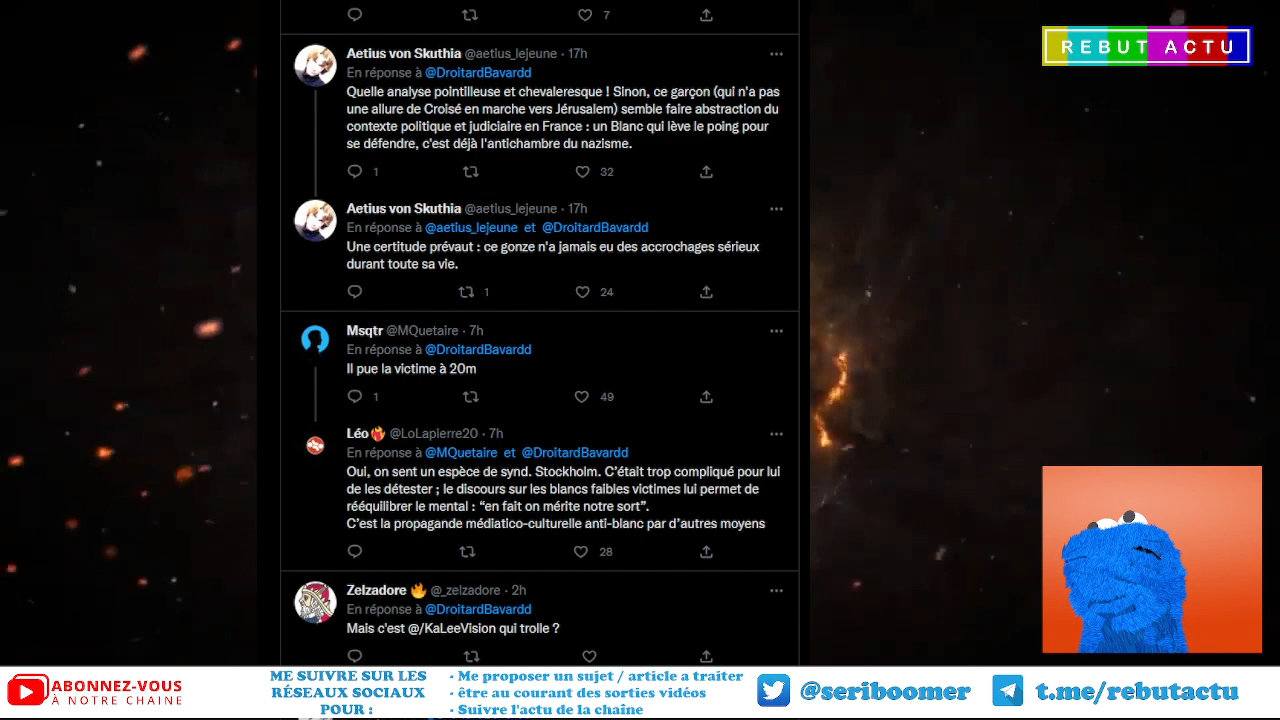 7
REBUT ACTU
Aetius von Skuthia @aetius_lejeune · 17h
En réponse à @DroitardBavardd
Quelle analyse pointilleuse et chevaleresque ! Sinon, ce garçon (qui n'a pas
une allure de Croisé en marche vers Jérusalem) semble faire abstraction du
contexte politique et judiciaire en France : un Blanc qui lève le poing pour
se défendre, c'est déjà l'antichambre du nazisme.
1 32
Aetius von Skuthia @aetius_lejeune · 17h
En réponse à @aetius_lejeune et @DroitardBavardd
Une certitude prévaut : ce gonze n'a jamais eu des accrochages sérieux
durant toute sa vie.
1 24
Msqtr @MQuetaire · 7h
En réponse à @DroitardBavardd
Il pue la victime à 20m
1 49
Léo @LoLapierre20 · 7h
En réponse à @MQuetaire et @DroitardBavardd
Oui, on sent un espèce de synd. Stockholm. C'était trop compliqué pour lui
de les détester ; le discours sur les blancs faibles victimes lui permet de
rééquilibrer le mental : “en fait on mérite notre sort”.
C'est la propagande médiatico-culturelle anti-blanc par d'autres moyens
28
Zelzadore @_zelzadore · 2h
En réponse à @DroitardBavardd
Mais c'est @/KaLeeVision qui trolle ?
ABONNEZ-VOUS
À NOTRE CHAINE
ME SUIVRE SUR LES
RÉSEAUX SOCIAUX
POUR :
- Me proposer un sujet / article a traiter
- être au courant des sorties vidéos
- Suivre l'actu de la chaîne
@seriboomer
t.me/rebutactu